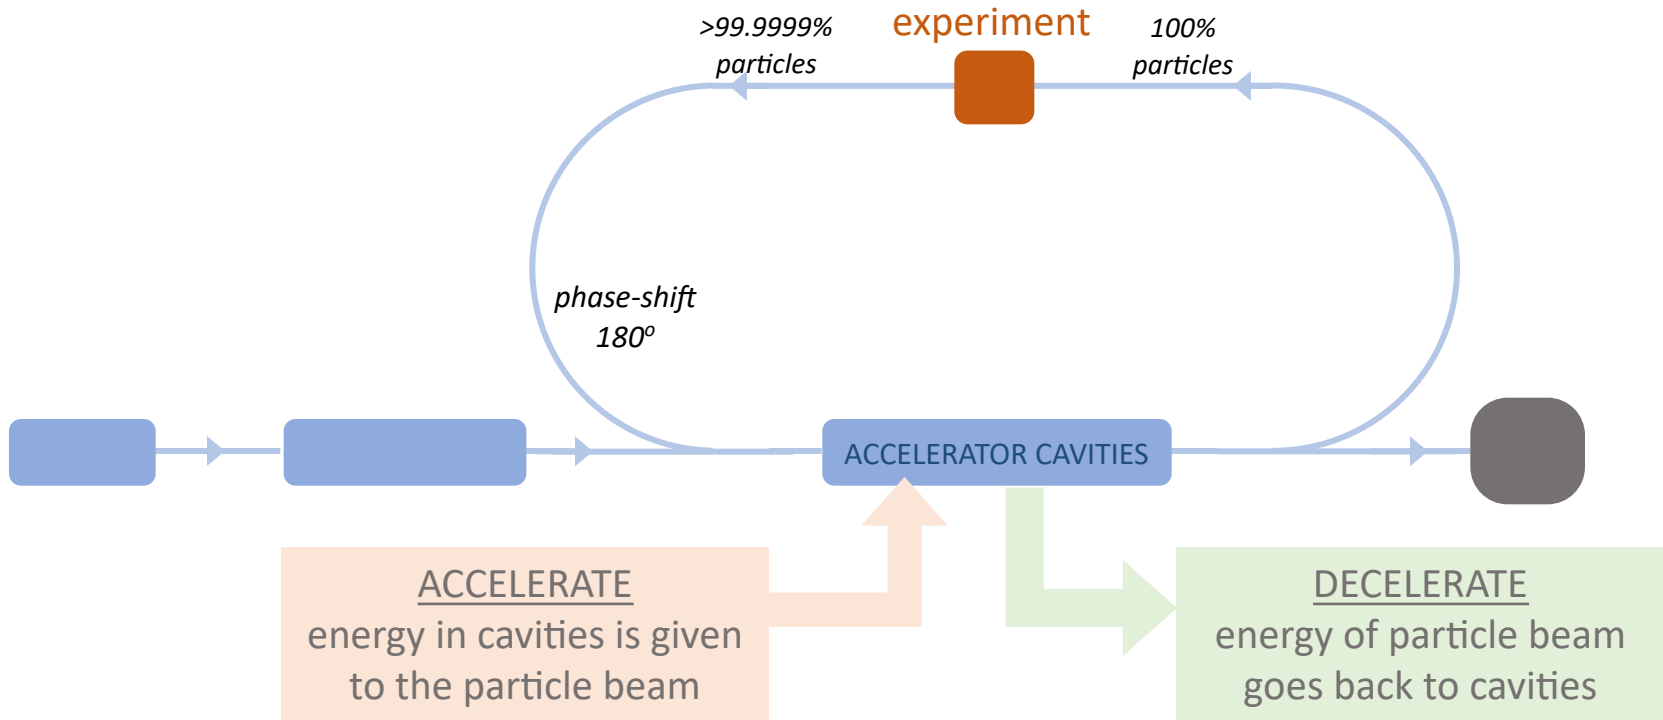 >99.9999%
particles
experiment
100%
particles
phase-shift
180º
ACCELERATOR CAVITIES
ACCELERATE
energy in cavities is given
to the particle beam
DECELERATE
energy of particle beam
goes back to cavities